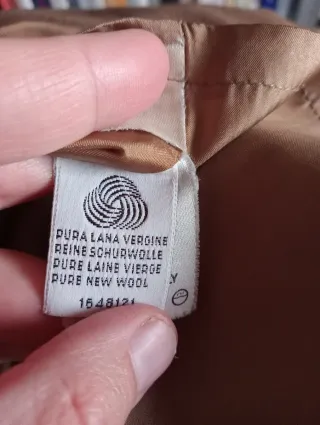 PURA LANA VERGINE
REINE SCHURWOLLE
PURE LAINE VIERGE
PURE NEW WOOL
1648121
Y